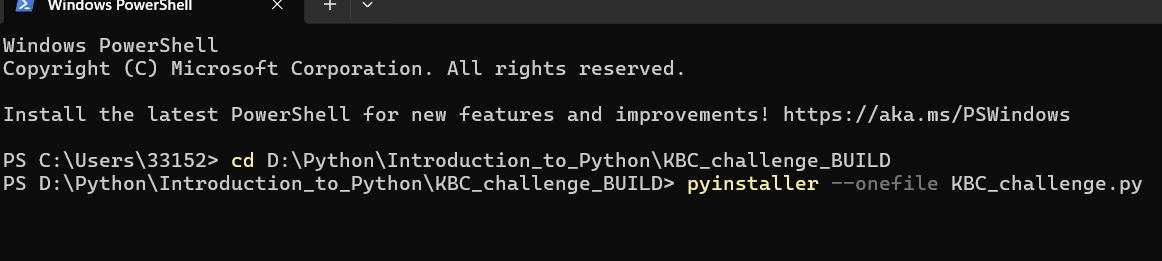 Windows PowerShell
Windows PowerShell
Copyright (C) Microsoft Corporation. All rights reserved.
Install the latest PowerShell for new features and improvements! https://aka.ms/PSWindows
PS C:\Users\33152> cd D:\Python\Introduction_to_Python\KBC_challenge_BUILD
PS D:\Python\Introduction_to_Python\KBC_challenge_BUILD> pyinstaller --onefile KBC_challenge.py